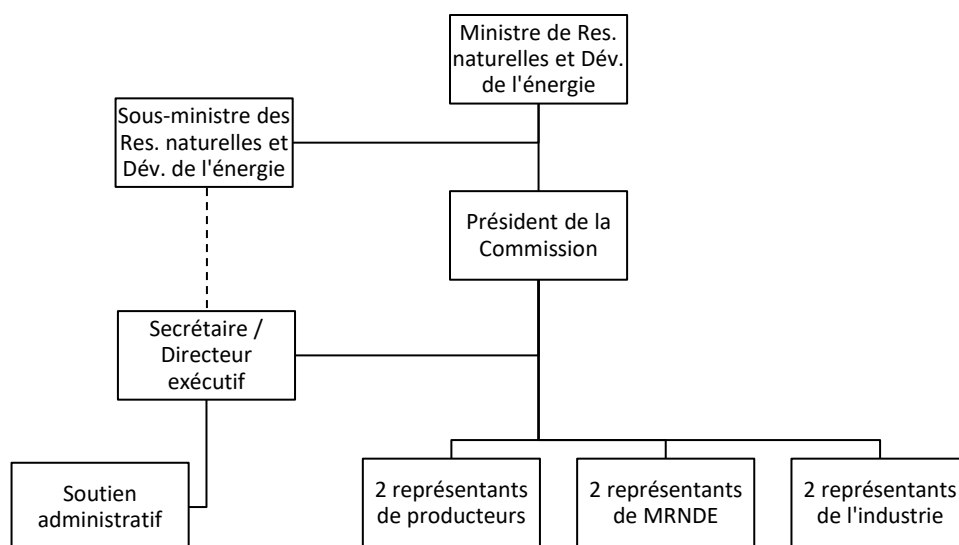 Ministre de Res.
naturelles et Dév.
de l'énergie
Sous-ministre des
Res. naturelles et
Dév. de l'énergie
Président de la
Commission
Secrétaire /
Directeur
exécutif
Soutien
administratif
2 représentants
de producteurs
2 représentants
de MRNDE
2 représentants
de l'industrie